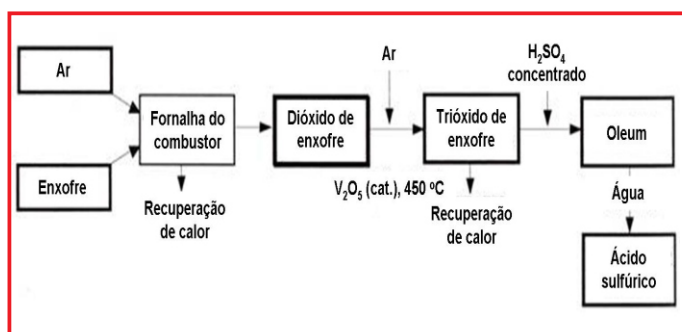 Ar
H₂SO₄
concentrado
Ar
Fornalha do
combustor
Dióxido de
enxofre
Trióxido de
enxofre
Oleum
Enxofre
Recuperação
de calor
V₂O₅ (cat.), 450 ºC
Recuperação
de calor
Água
Ácido
sulfúrico